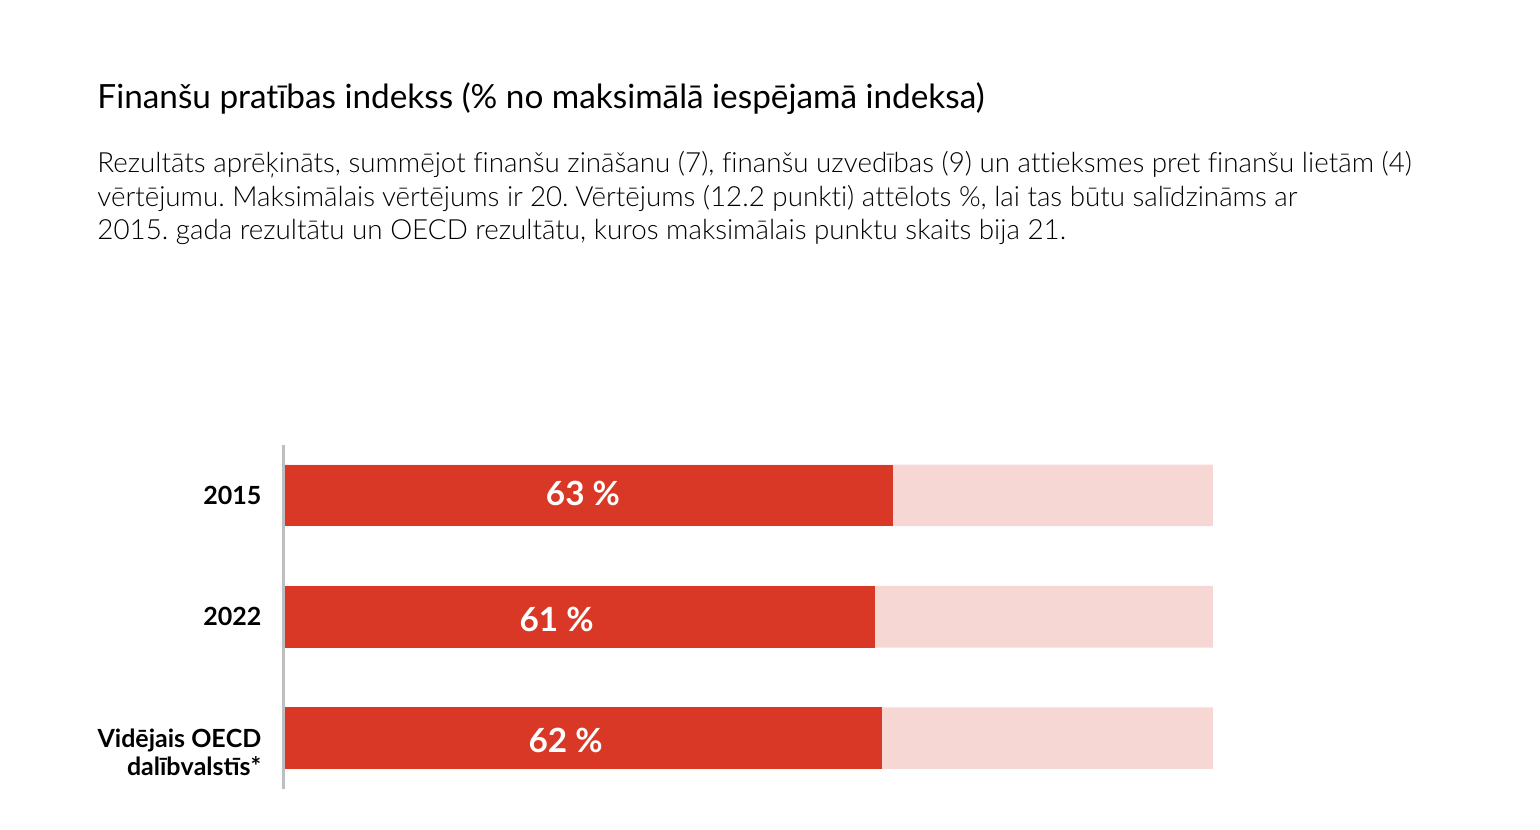 Finanšu pratības indekss (% no maksimālā iespējamā indeksa)
Rezultāts aprēķināts, summējot finanšu zināšanu (7), finanšu uzvedības (9) un attieksmes pret finanšu lietām (4)
vērtējumu. Maksimālais vērtējums ir 20. Vērtējums (12.2 punkti) attēlots %, lai tas būtu salīdzināms ar
2015. gada rezultātu un OECD rezultātu, kuros maksimālais punktu skaits bija 21.
2015
63 %
2022
61 %
Vidējais OECD
dalībvalstīs*
62 %